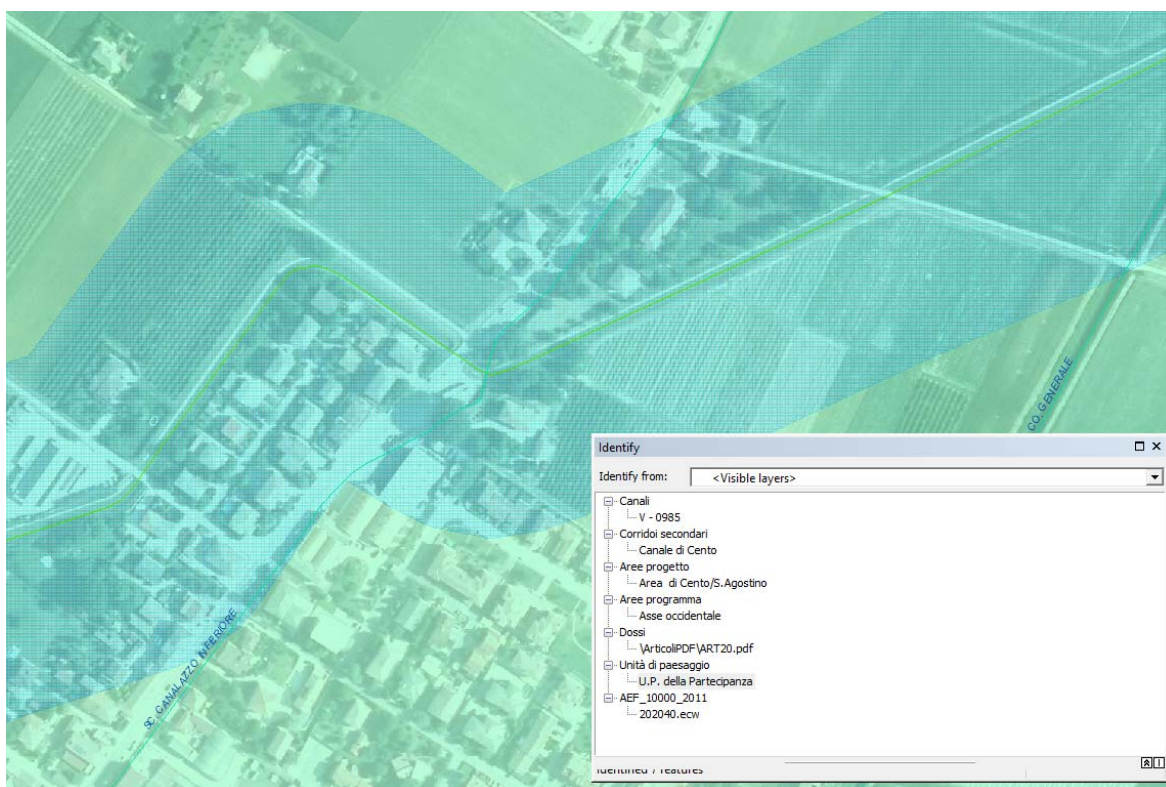 CO. GENERALE
SC. CANALAZZO INFERIORE
Identify
Identify from: <Visible layers>
Canali
V - 0985
Corridoi secondari
Canale di Cento
Aree progetto
Area di Cento/S.Agostino
Aree programma
Asse occidentale
Dossi
\ArticoliPDF\ART20.pdf
Unità di paesaggio
U.P. della Partecipanza
AEF_10000_2011
202040.ecw
Identified 7 features